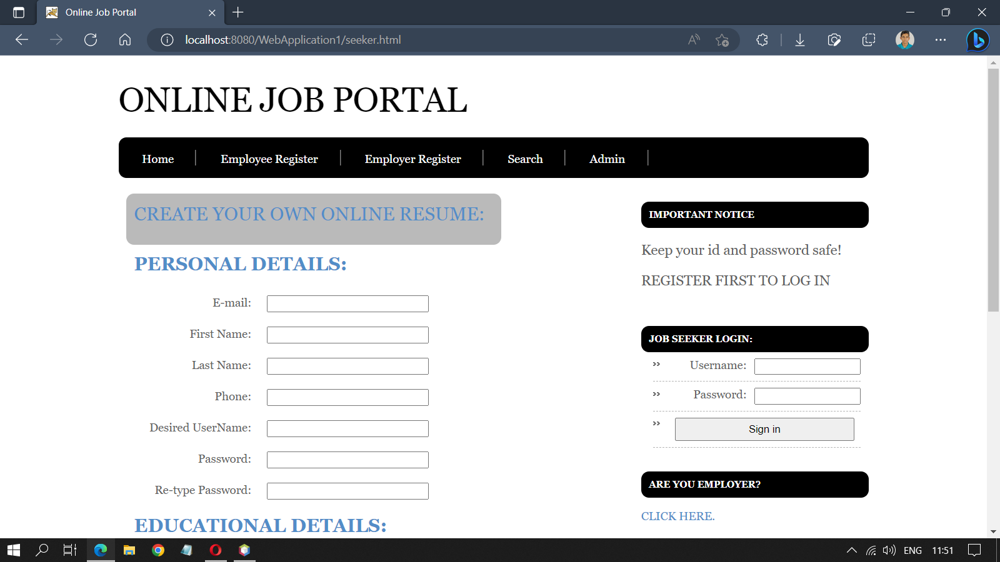 Online Job Portal
localhost:8080/WebApplication1/seeker.html
ONLINE JOB PORTAL
Home
Employee Register
Employer Register
Search
Admin
CREATE YOUR OWN ONLINE RESUME:
PERSONAL DETAILS:
E-mail:
First Name:
Last Name:
Phone:
Desired UserName:
Password:
Re-type Password:
EDUCATIONAL DETAILS:
IMPORTANT NOTICE
Keep your id and password safe!
REGISTER FIRST TO LOG IN
JOB SEEKER LOGIN:
Username:
Password:
Sign in
ARE YOU EMPLOYER?
CLICK HERE.
ENG 11:51